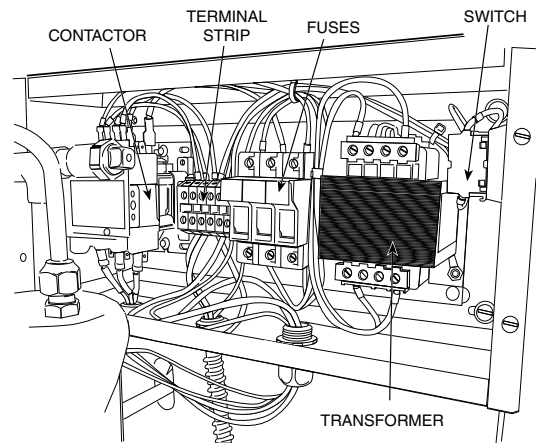 CONTACTOR
TERMINAL
STRIP
FUSES
SWITCH
TRANSFORMER